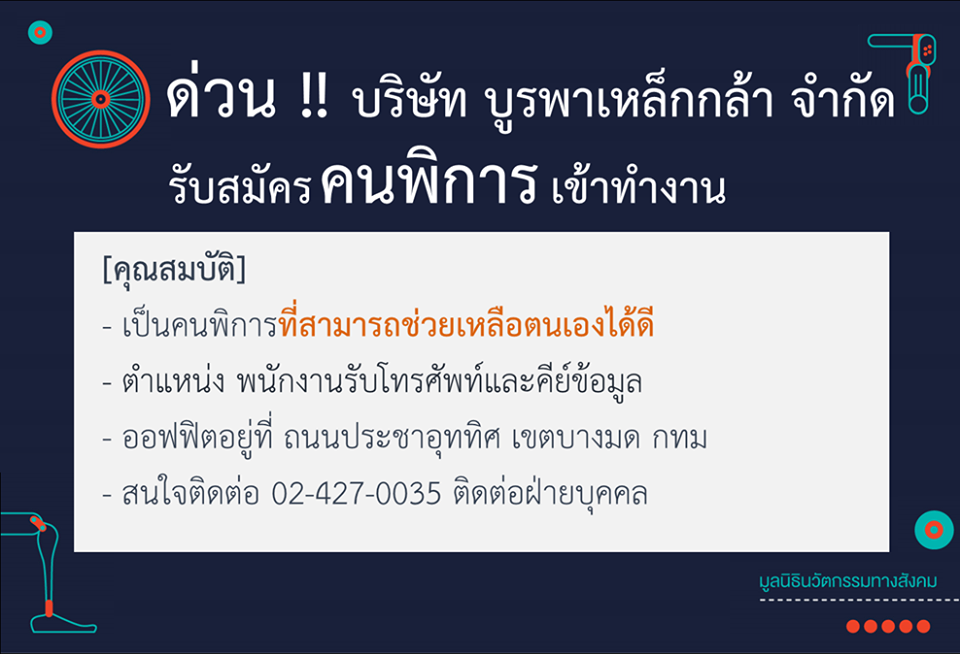 ด่วน !! บริษัท บูรพาเหล็กกล้า จำกัด
รับสมัคร คนพิการ เข้าทำงาน
[คุณสมบัติ]
- เป็นคนพิการที่สามารถช่วยเหลือตนเองได้ดี
- ตำแหน่ง พนักงานรับโทรศัพท์และคีย์ข้อมูล
- ออฟฟิตอยู่ที่ ถนนประชาอุททิศ เขตบางมด กทม
- สนใจติดต่อ 02-427-0035 ติดต่อฝ่ายบุคคล
มูลนิธินวัตกรรมทางสังคม